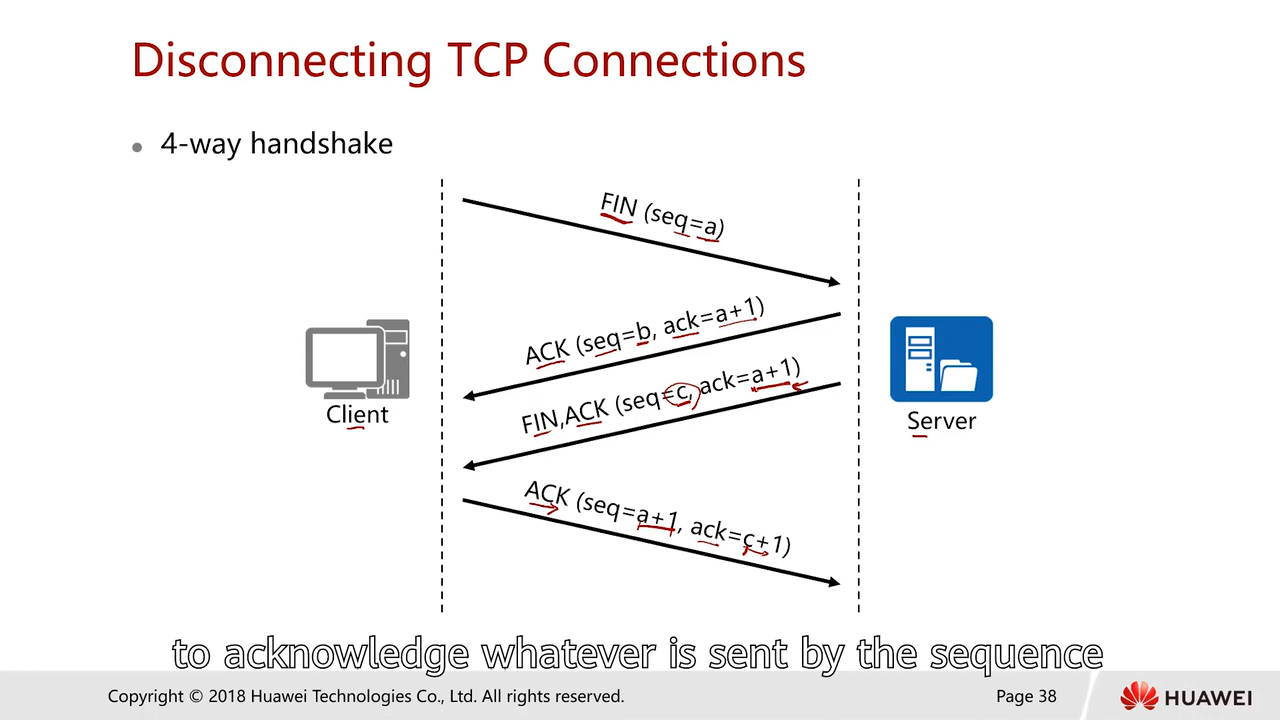 Disconnecting TCP Connections
• 4-way handshake
FIN (seq=a)
ACK (seq=b, ack=a+1)
FIN,ACK (seq=c, ack=a+1)
Client
Server
ACK (seq=a+1, ack=c+1)
to acknowledge whatever is sent by the sequence
Copyright © 2018 Huawei Technologies Co., Ltd. All rights reserved.
Page 38
HUAWEI